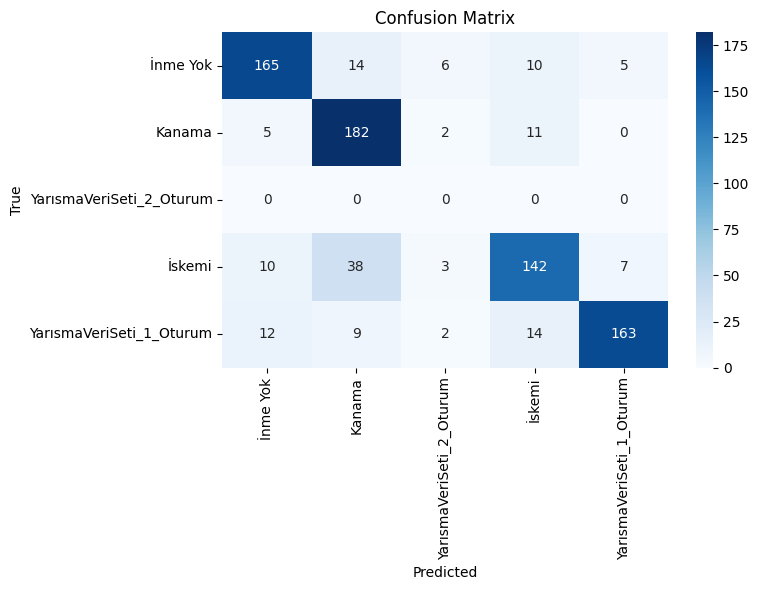 Confusion Matrix
True
İnme Yok 165 14 6 10 5
Kanama 5 182 2 11 0
YarısmaVeriSeti_2_Oturum 0 0 0 0 0
İskemi 10 38 3 142 7
YarısmaVeriSeti_1_Oturum 12 9 2 14 163
İnme Yok
Kanama
YarısmaVeriSeti_2_Oturum
İskemi
YarısmaVeriSeti_1_Oturum
Predicted
175
150
125
100
75
50
25
0